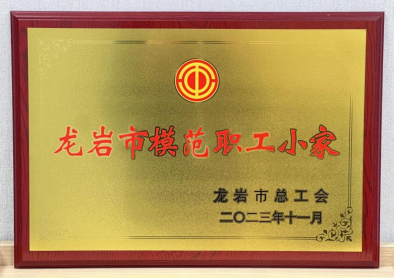 龙岩市模范职工小家
龙岩市总工会
二〇二三年十一月